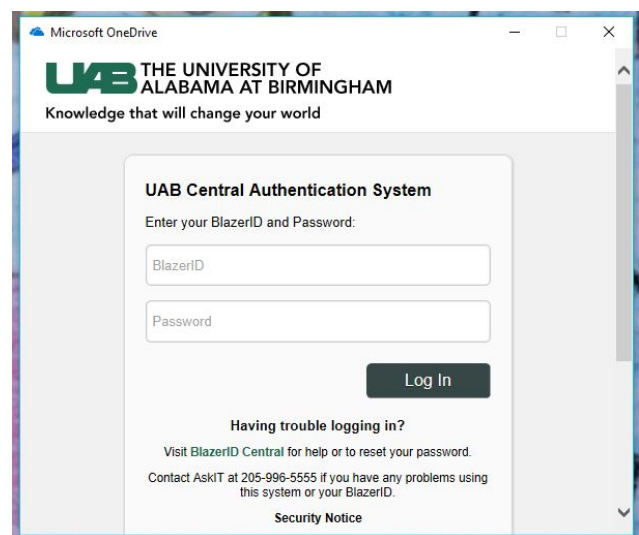 Microsoft OneDrive
UAB THE UNIVERSITY OF
ALABAMA AT BIRMINGHAM
Knowledge that will change your world
UAB Central Authentication System
Enter your BlazerID and Password:
BlazerID
Password
Log In
Having trouble logging in?
Visit BlazerID Central for help or to reset your password.
Contact AskIT at 205-996-5555 if you have any problems using
this system or your BlazerID.
Security Notice